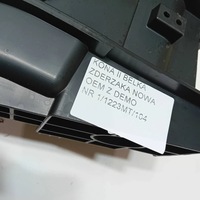 KONA II BELKA
ZDERZAKA NOWA
OEM Z DEMO
NR 1/1223MT/104